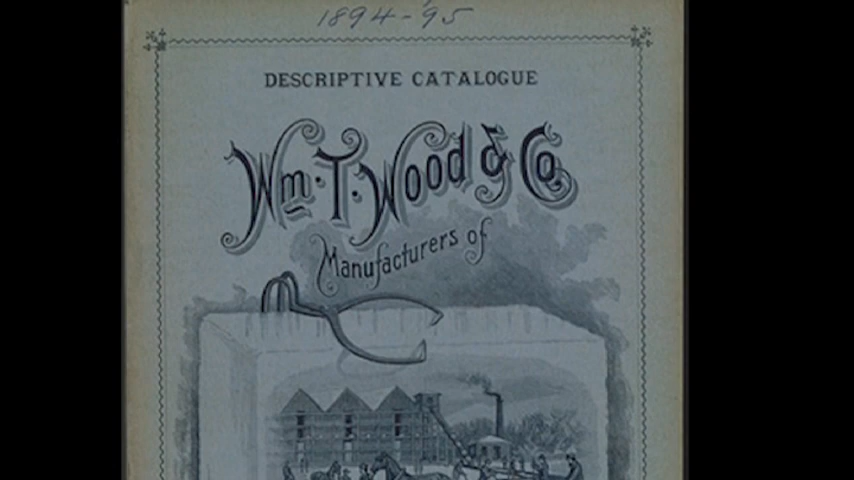 1894-'95
DESCRIPTIVE CATALOGUE
Wm. T. Wood & Co.
Manufacturers of